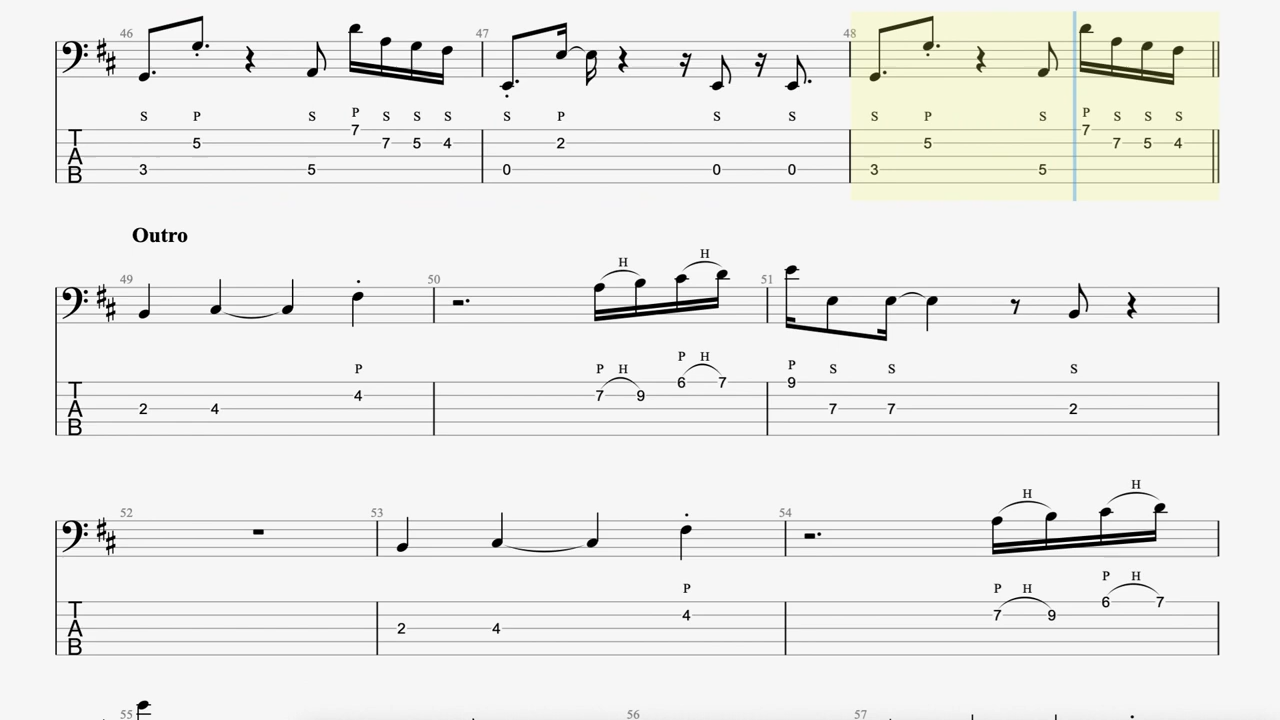 46 47 48
S P S P S S S S P S S S P S P S S S
7 7
5 7 5 4 2 5 7 5 4
3 5 0 0 0 3 5
T
A
B
Outro
49 50 51
H H
P P H P H P S S S
6 7 9
4 7 9
2 4 7 7 2
T
A
B
52 53 54
H H
P P H P H
6 7
4 7 9
2 4
T
A
B
55 56 57